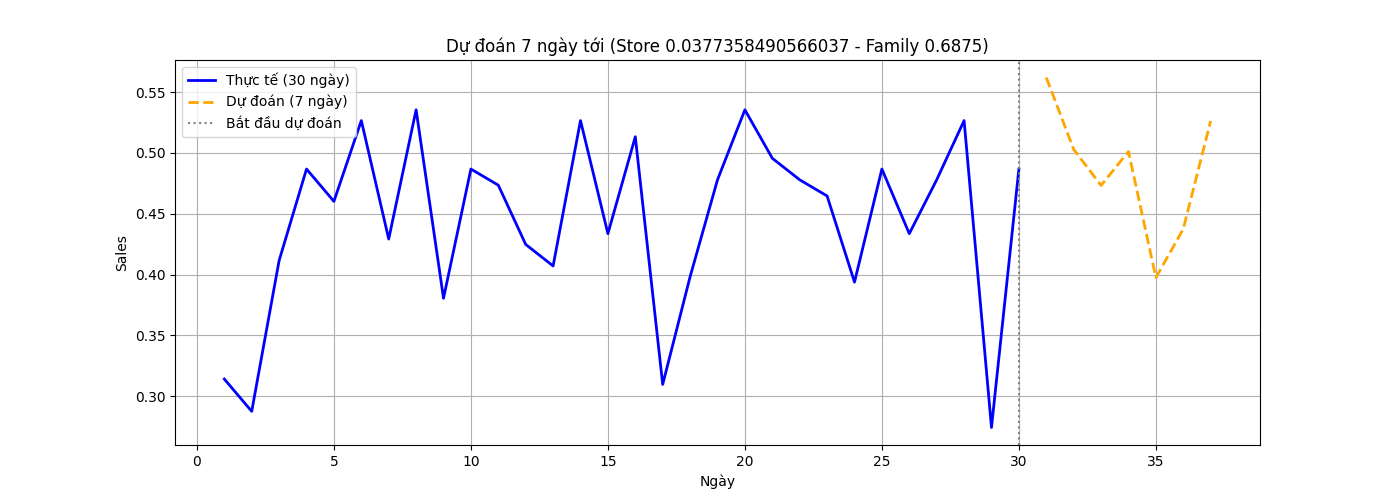 Dự đoán 7 ngày tới (Store 0.0377358490566037 - Family 0.6875)
Thực tế (30 ngày)
Dự đoán (7 ngày)
Bắt đầu dự đoán
Sales
0.55
0.50
0.45
0.40
0.35
0.30
0 5 10 15 20 25 30 35
Ngày